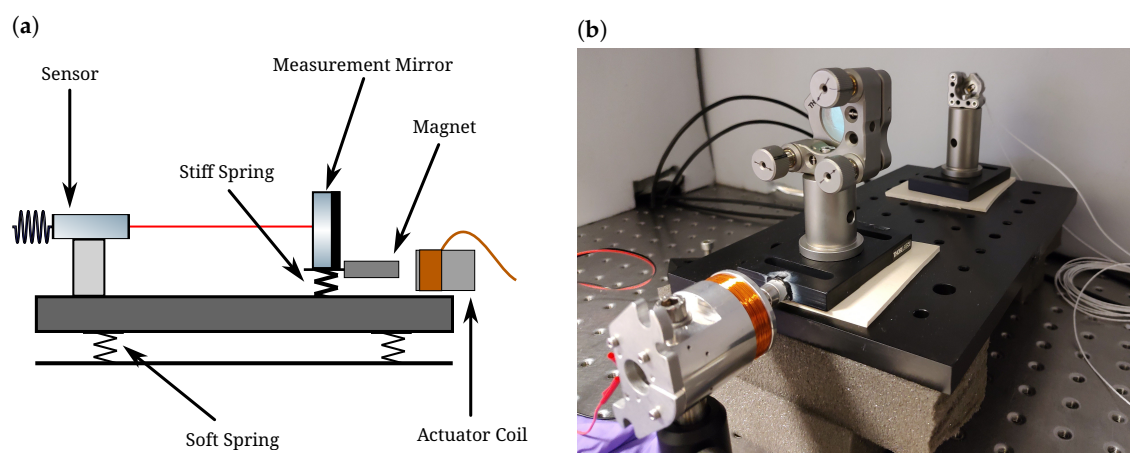 (a)
(b)
Sensor
Measurement Mirror
Magnet
Stiff Spring
Soft Spring
Actuator Coil